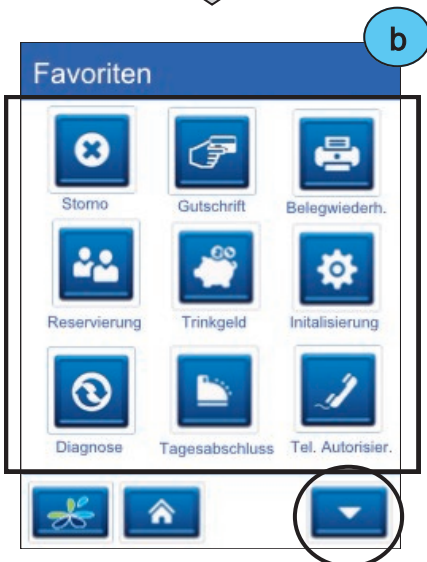 b
Favoriten
Storno Gutschrift Belegwiederh.
Reservierung Trinkgeld Initalisierung
Diagnose Tagesabschluss Tel. Autorisier.